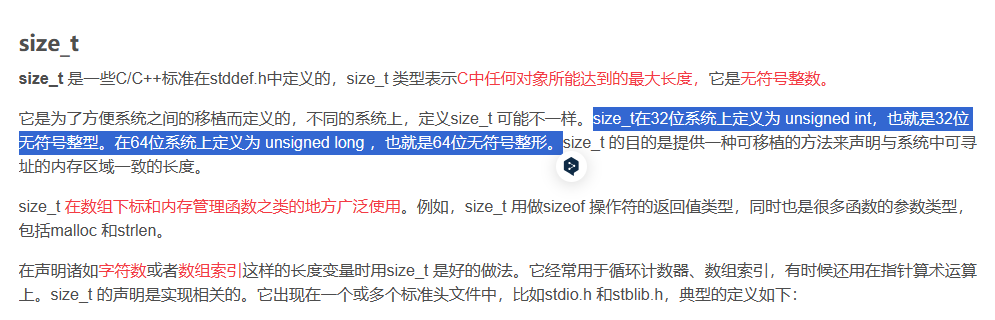 size_t
size_t 是一些C/C++标准在stddef.h中定义的，size_t 类型表示C中任何对象所能达到的最大长度，它是无符号整数。
它是为了方便系统之间的移植而定义的，不同的系统上，定义size_t 可能不一样。size_t在32位系统上定义为 unsigned int，也就是32位
无符号整型。在64位系统上定义为 unsigned long ，也就是64位无符号整形。size_t 的目的是提供一种可移植的方法来声明与系统中可寻
址的内存区域一致的长度。
size_t 在数组下标和内存管理函数之类的地方广泛使用。例如，size_t 用做sizeof 操作符的返回值类型，同时也是很多函数的参数类型，
包括malloc 和strlen。
在声明诸如字符数或者数组索引这样的长度变量时用size_t 是好的做法。它经常用于循环计数器、数组索引，有时候还用在指针算术运算
上。size_t 的声明是实现相关的。它出现在一个或多个标准头文件中，比如stdio.h 和stblib.h，典型的定义如下：